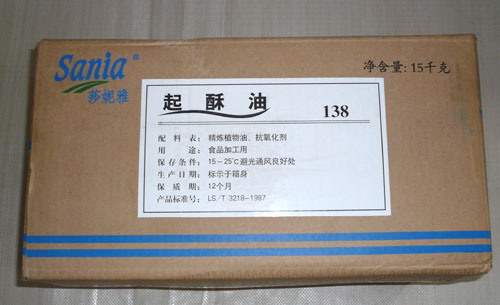 Sania®
莎妮雅
净含量:15千克
起酥油
138
配料表:精炼植物油、抗氧化剂
用途:食品加工用
保存条件:15-25℃避光通风良好处
生产日期:标示于箱身
保质期:12个月
产品标准号:LS/T 3218-1987